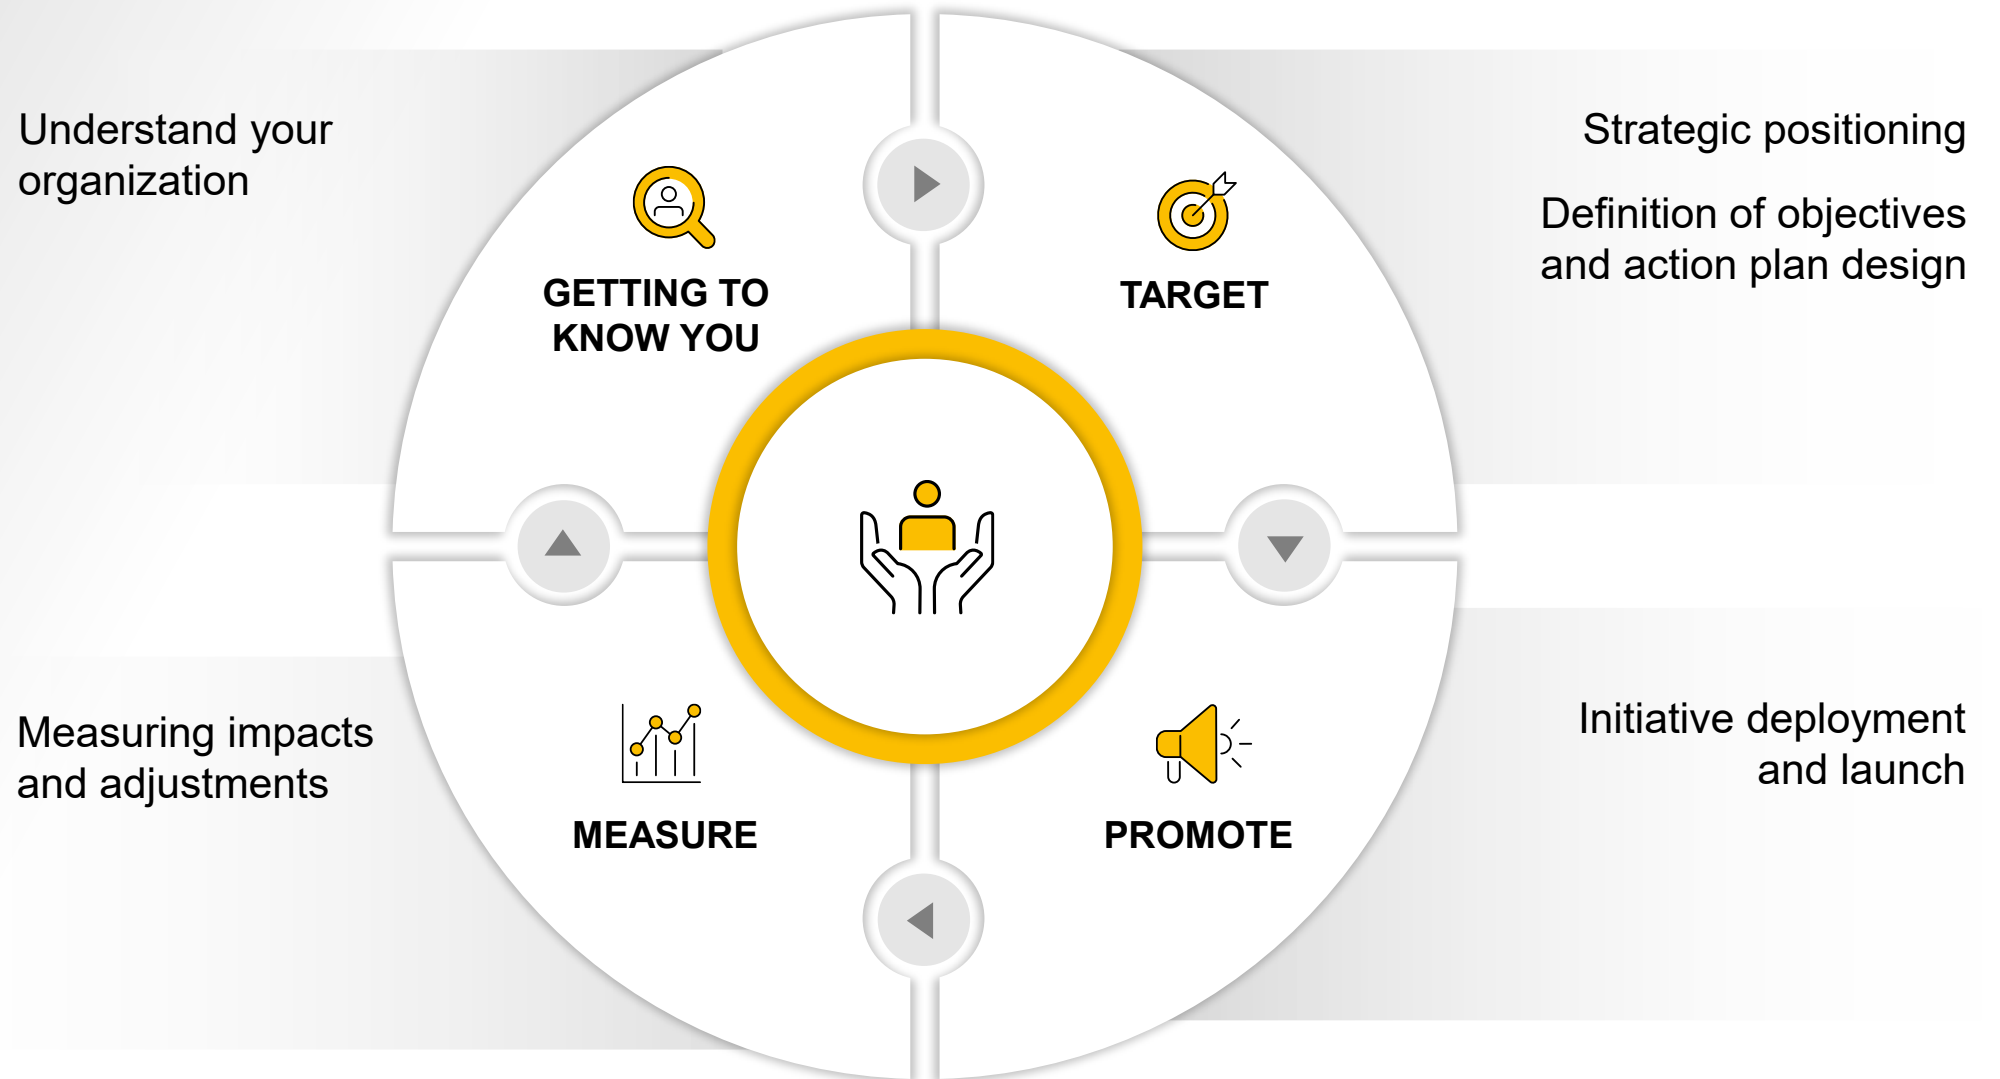 Understand your
organization
GETTING TO
KNOW YOU
TARGET
Strategic positioning
Definition of objectives
and action plan design
Measuring impacts
and adjustments
MEASURE
PROMOTE
Initiative deployment
and launch